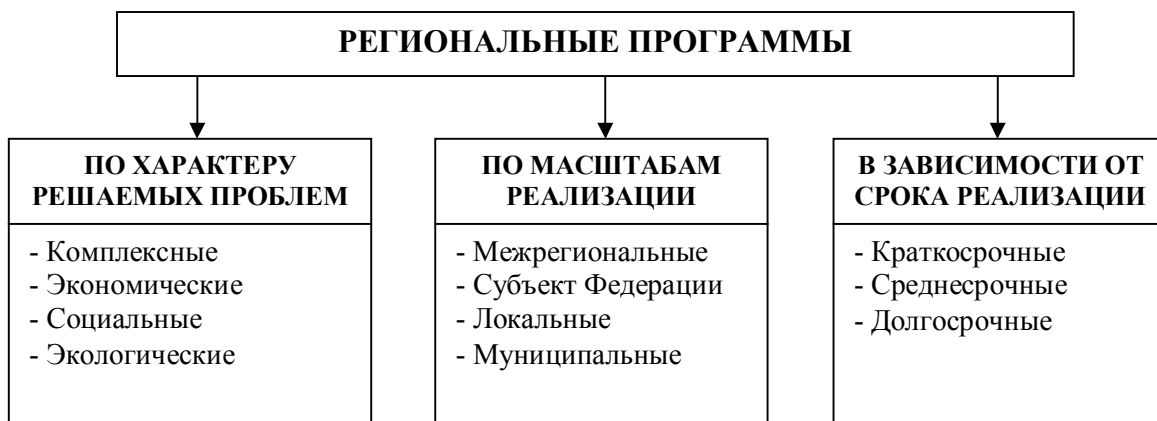 РЕГИОНАЛЬНЫЕ ПРОГРАММЫ
ПО ХАРАКТЕРУ
РЕШАЕМЫХ ПРОБЛЕМ
- Комплексные
- Экономические
- Социальные
- Экологические
ПО МАСШТАБАМ
РЕАЛИЗАЦИИ
- Межрегиональные
- Субъект Федерации
- Локальные
- Муниципальные
В ЗАВИСИМОСТИ ОТ
СРОКА РЕАЛИЗАЦИИ
- Краткосрочные
- Среднесрочные
- Долгосрочные